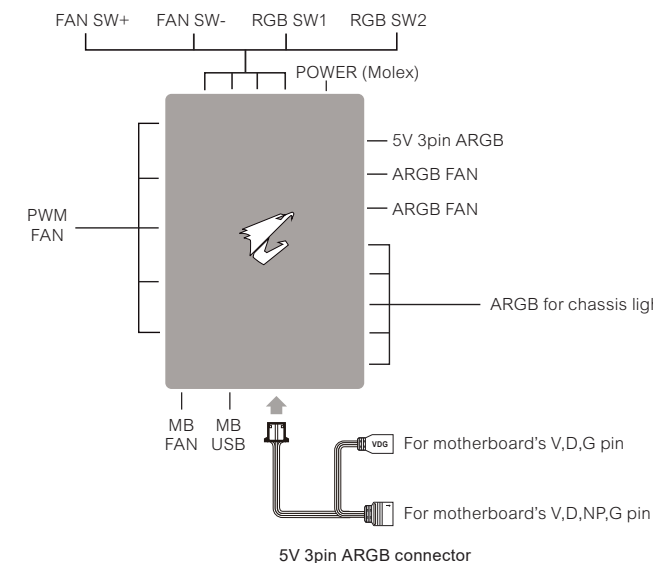 FAN SW+ FAN SW- RGB SW1 RGB SW2
POWER (Molex)
5V 3pin ARGB
ARGB FAN
ARGB FAN
PWM
FAN
ARGB for chassis
MB
FAN
MB
USB
VDG
For motherboard's V,D,G pin
For motherboard's V,D,NP,G pin
5V 3pin ARGB connector